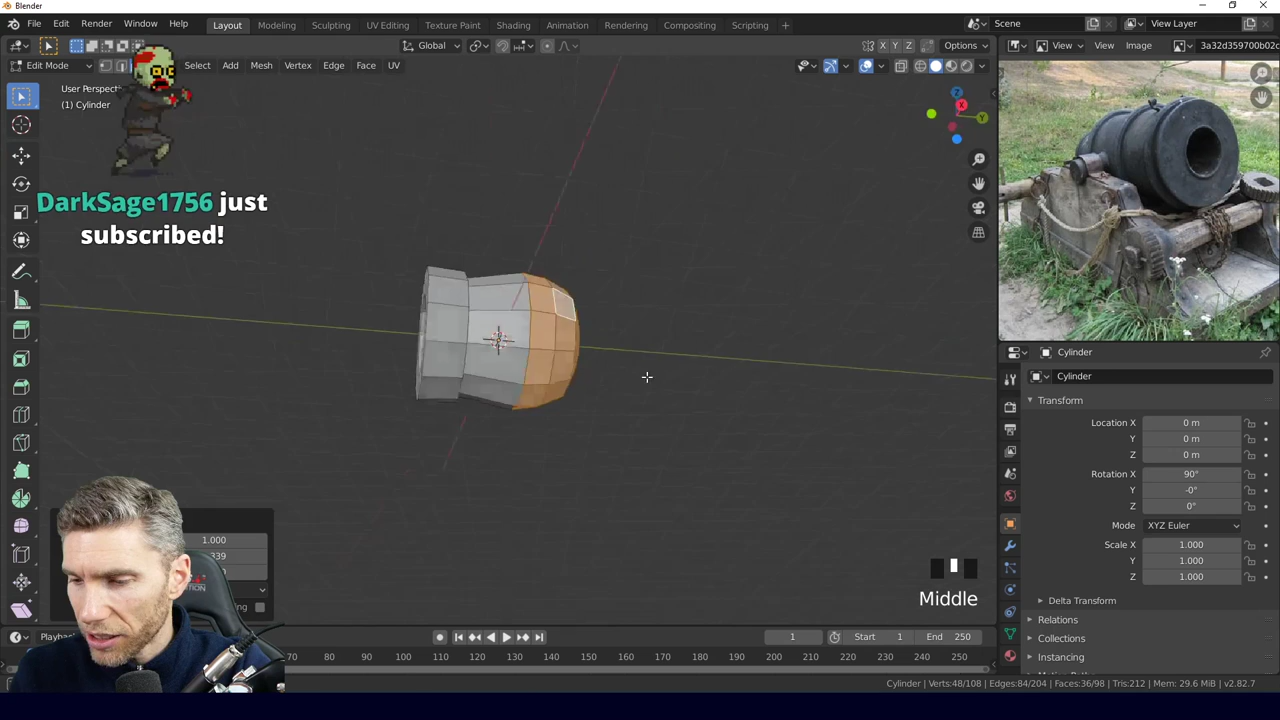 Blender
File Edit Render Window Help Layout Modeling Sculpting UV Editing Texture Paint Shading Animation Rendering Compositing Scripting + Scene View Layer
Global Options View View Image 3a32d359700b02c
Edit Mode Select Add Mesh Vertex Edge Face UV X Y Z
User Perspect
(1) Cylinder
Z X Y
DarkSage1756 just
subscribed!
Cylinder
Cylinder
Transform
Location X 0 m
Y 0 m
Z 0 m
Rotation X 90°
Y -0°
Z 0°
Mode XYZ Euler
Scale X 1.000
Y 1.000
Z 1.000
Delta Transform
Relations
Collections
Instancing
1.000
339
Middle
Playback 1 Start 1 End 250
70 80 90 100 110 120 130 140 150 160 170 180 190 200 210 220 230 240 250
Cylinder | Verts:48/108 | Edges:84/204 | Faces:36/98 | Tris:212 | Mem: 29.6 MiB | v2.82.7